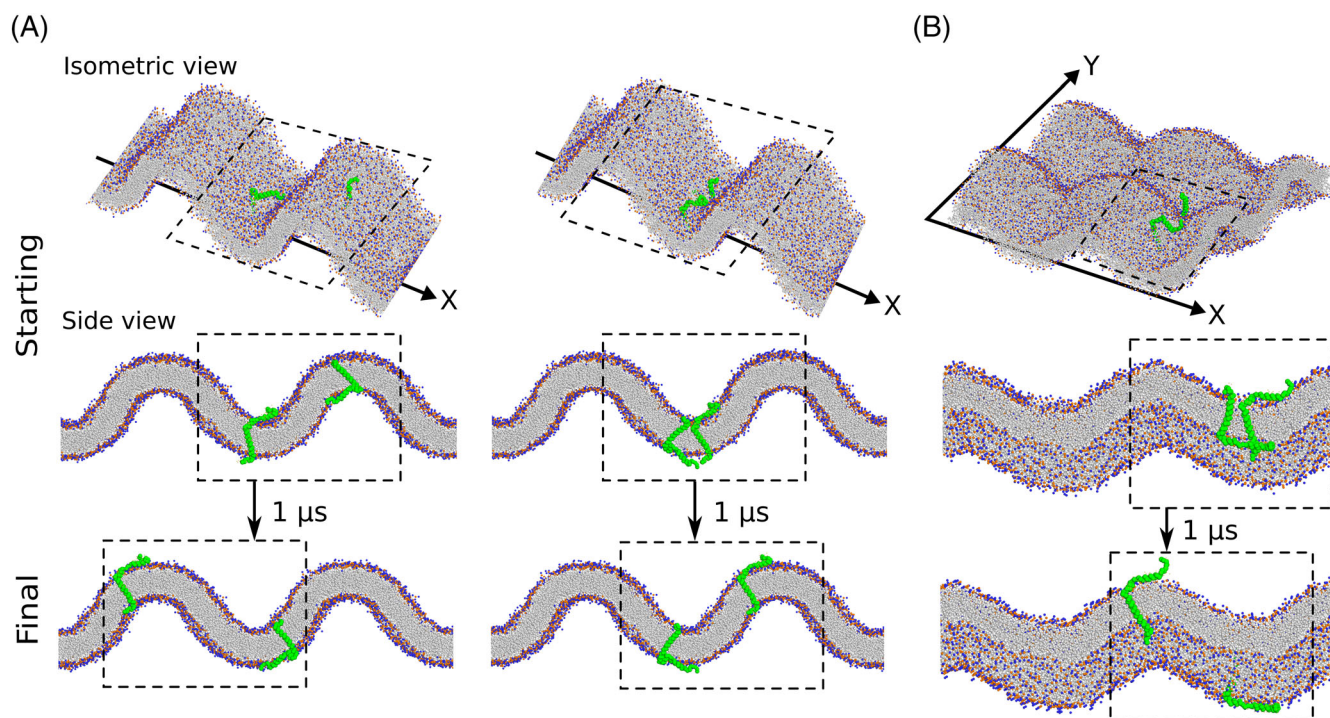 (A)
(B)
Isometric view
Y
X
X
X
Starting
Side view
1 μs
1 μs
1 μs
Final